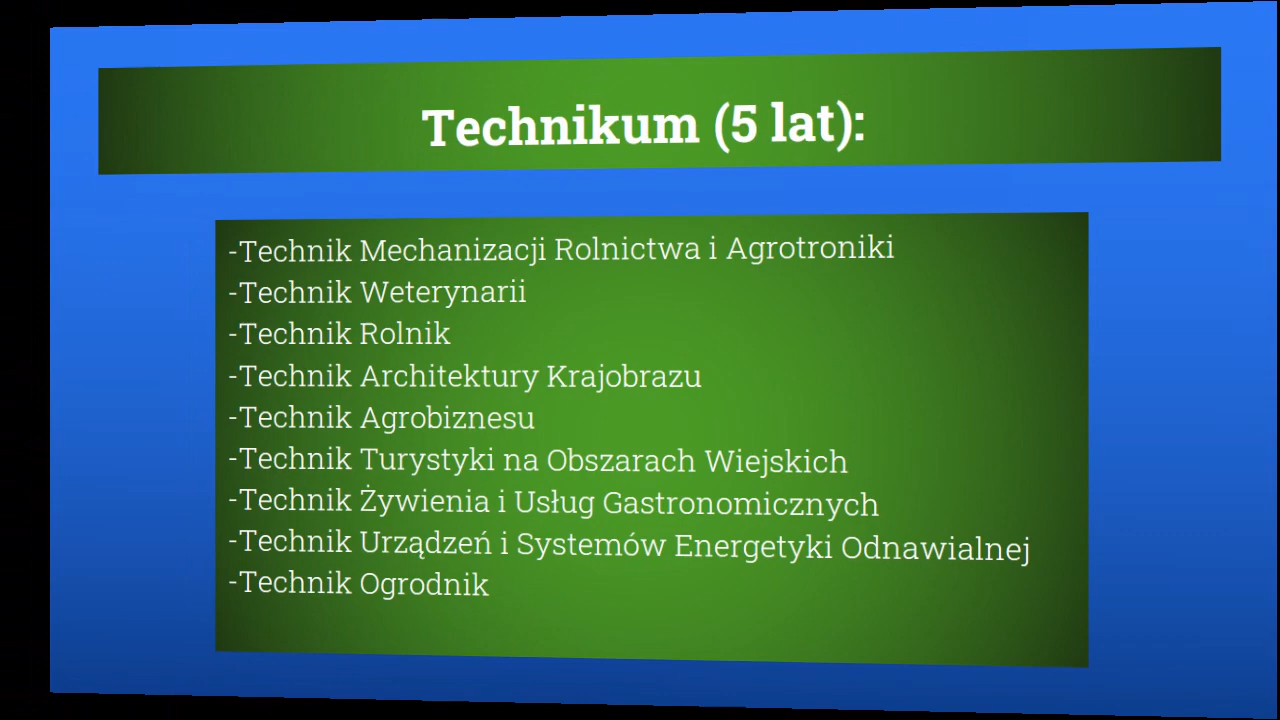 Technikum (5 lat):
-Technik Mechanizacji Rolnictwa i Agrotroniki
-Technik Weterynarii
-Technik Rolnik
-Technik Architektury Krajobrazu
-Technik Agrobiznesu
-Technik Turystyki na Obszarach Wiejskich
-Technik Żywienia i Usług Gastronomicznych
-Technik Urządzeń i Systemów Energetyki Odnawialnej
-Technik Ogrodnik